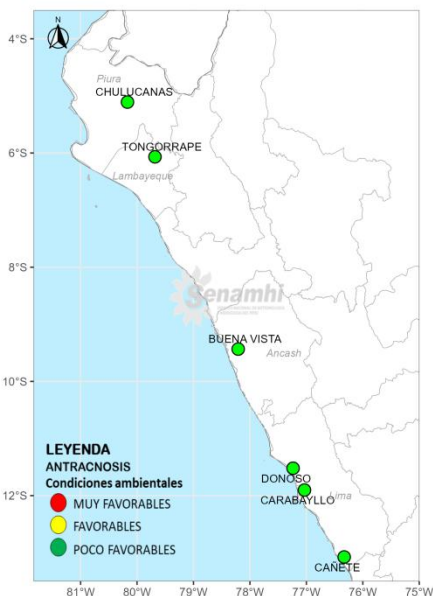 4°S
N
Piura
CHULUCANAS
6°S
TONGORRAPE
Lambayeque
8°S
Senamhi
BUENA VISTA
Ancash
10°S
LEYENDA
ANTRACNOSIS
Condiciones ambientales
MUY FAVORABLES
FAVORABLES
POCO FAVORABLES
DONOSO
12°S
CARABAYLLO
Lima
CAÑETE
81°W 80°W 79°W 78°W 77°W 76°W 75°W